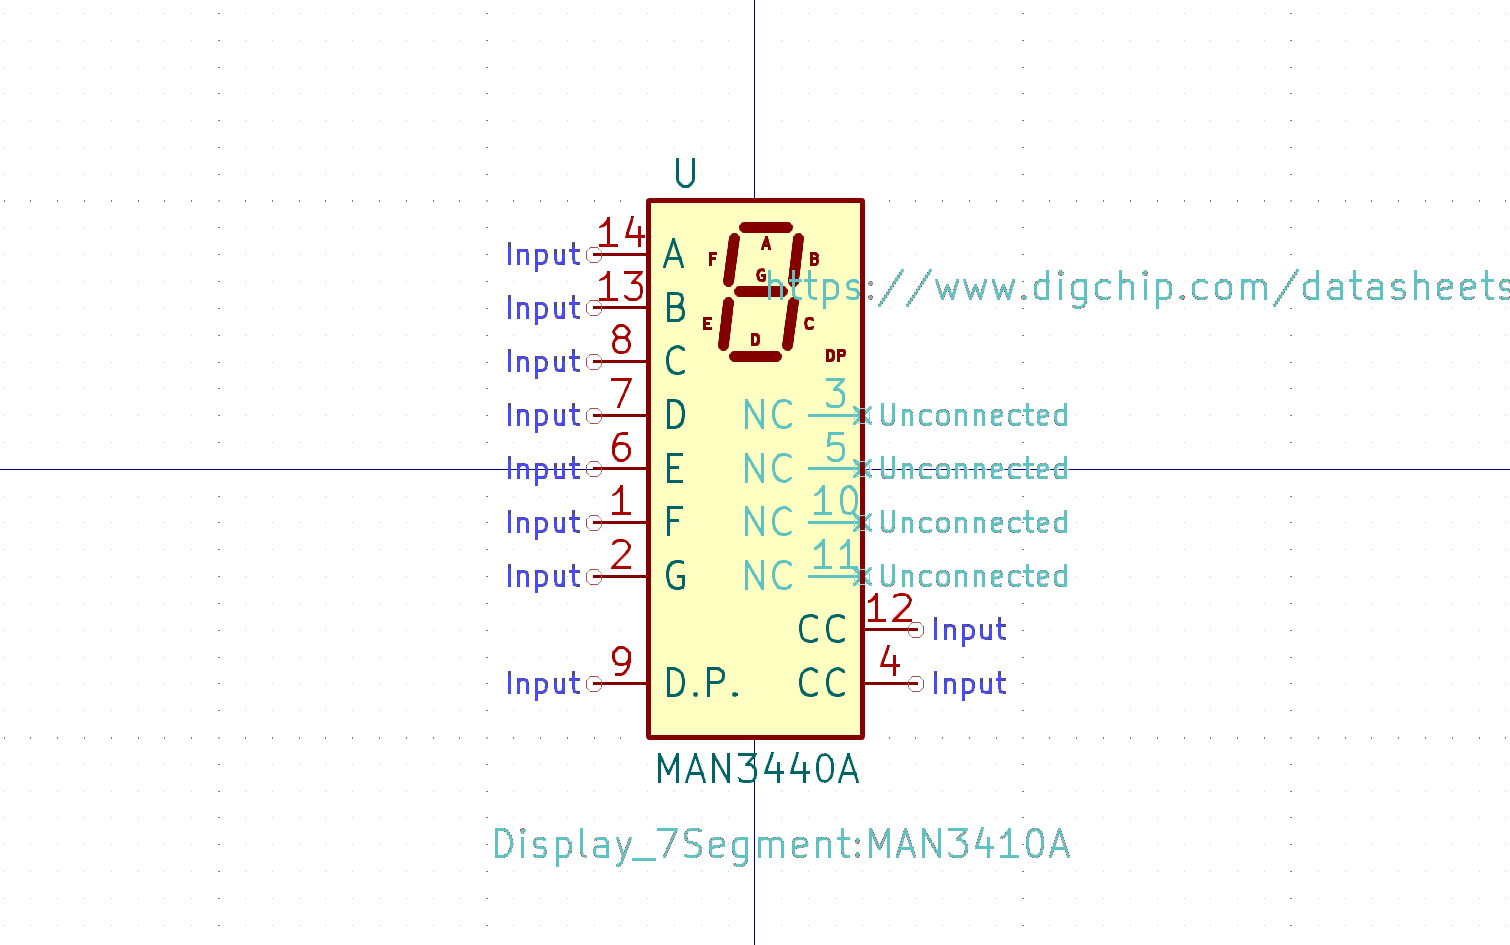 U
14
Input A
A
F B
G
13
Input B
https://www.digchip.com/datasheets
E C
8
D
Input C
DP
7 3
Input D NC Unconnected
6 5
Input E NC Unconnected
1 10
Input F NC Unconnected
2 11
Input G NC Unconnected
12
CC Input
9 4
Input D.P. CC Input
MAN3440A
Display_7Segment:MAN3410A